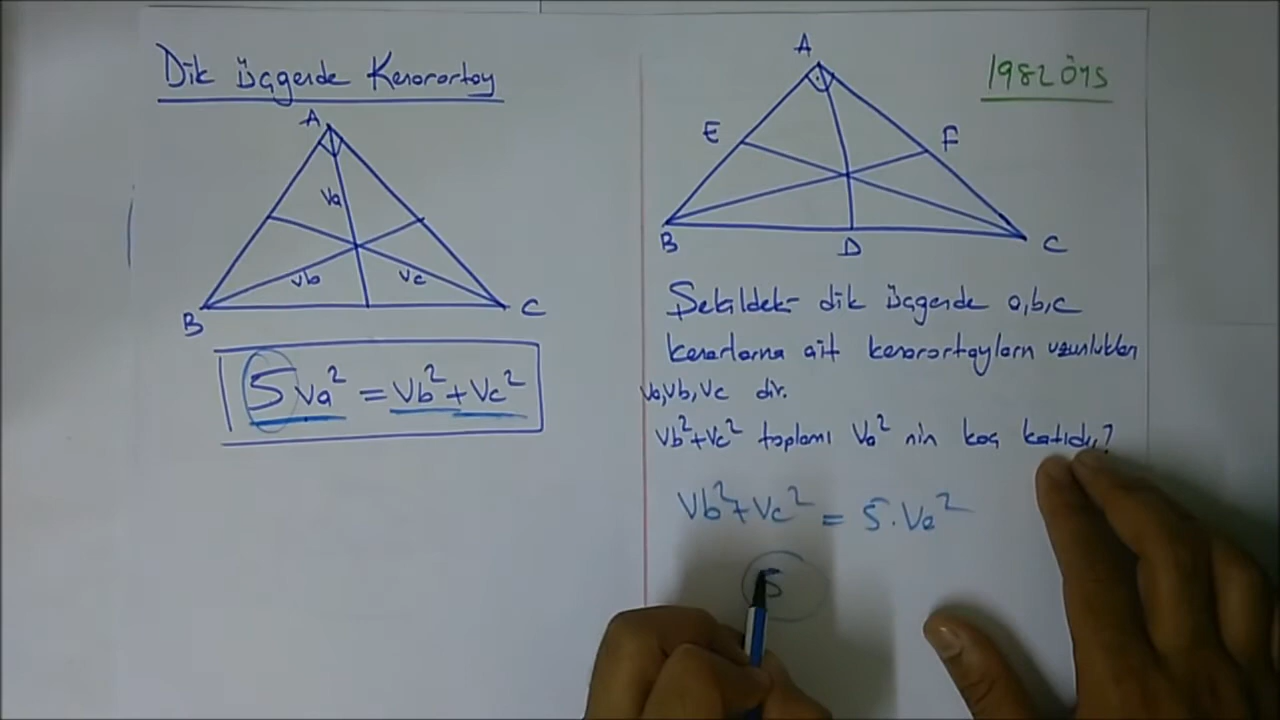 Dik üçgende Kenarortay
A
Va
Vb
Vc
B
C
5Va² = Vb² + Vc²
1982 ÖYS
A
E
F
B
D
C
Şekildeki dik üçgende a,b,c
kenarlarına ait kenarortayların uzunlukları
Va,Vb,Vc dir.
Vb²+Vc² toplamı Va² nin kaç katıdır?
Vb²+Vc² = 5.Va²
5